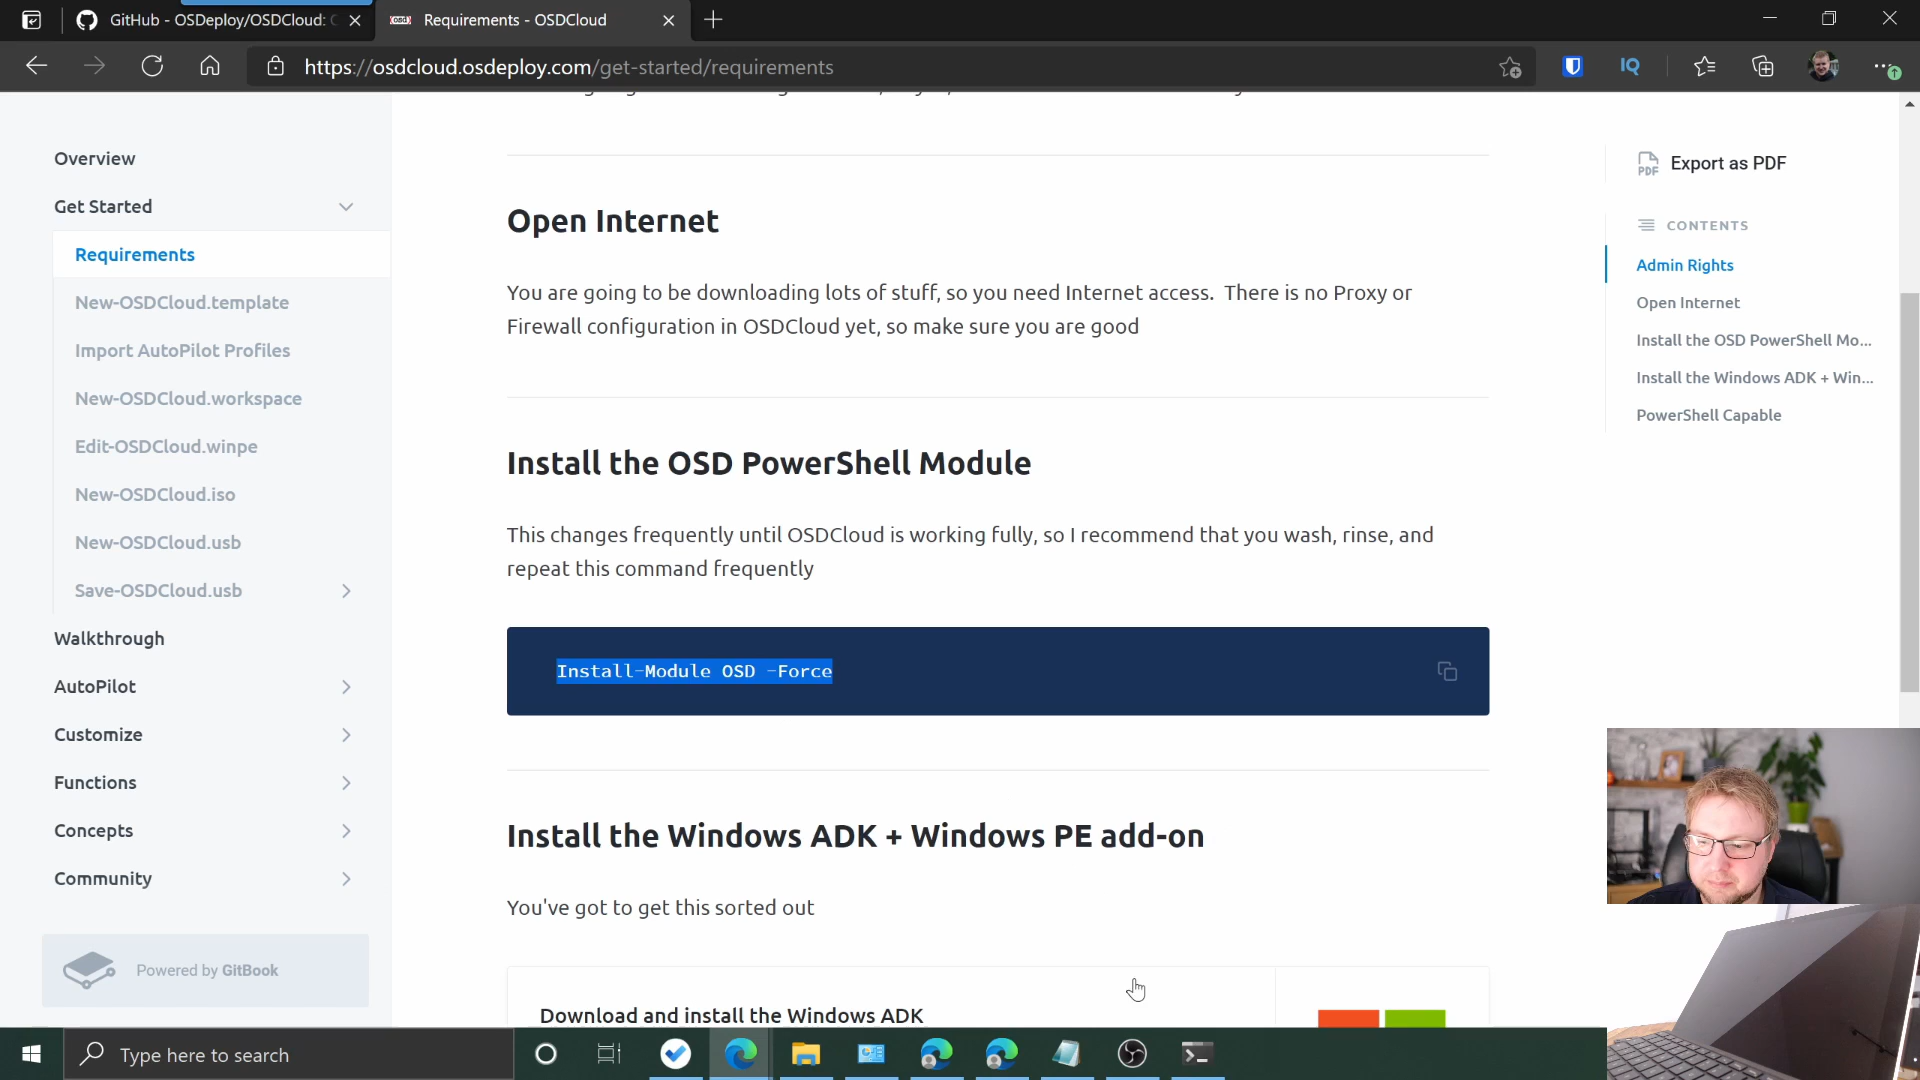 GitHub - OSDeploy/OSDCloud: C
Requirements - OSDCloud
https://osdcloud.osdeploy.com/get-started/requirements
IQ
Overview
Get Started
Requirements
New-OSDCloud.template
Import AutoPilot Profiles
New-OSDCloud.workspace
Edit-OSDCloud.winpe
New-OSDCloud.iso
New-OSDCloud.usb
Save-OSDCloud.usb
Walkthrough
AutoPilot
Customize
Functions
Concepts
Community
Powered by GitBook
Open Internet
You are going to be downloading lots of stuff, so you need Internet access. There is no Proxy or
Firewall configuration in OSDCloud yet, so make sure you are good
Install the OSD PowerShell Module
This changes frequently until OSDCloud is working fully, so I recommend that you wash, rinse, and
repeat this command frequently
Install-Module OSD -Force
Install the Windows ADK + Windows PE add-on
You've got to get this sorted out
Download and install the Windows ADK
PDF
Export as PDF
CONTENTS
Admin Rights
Open Internet
Install the OSD PowerShell Mo...
Install the Windows ADK + Win...
PowerShell Capable
Type here to search